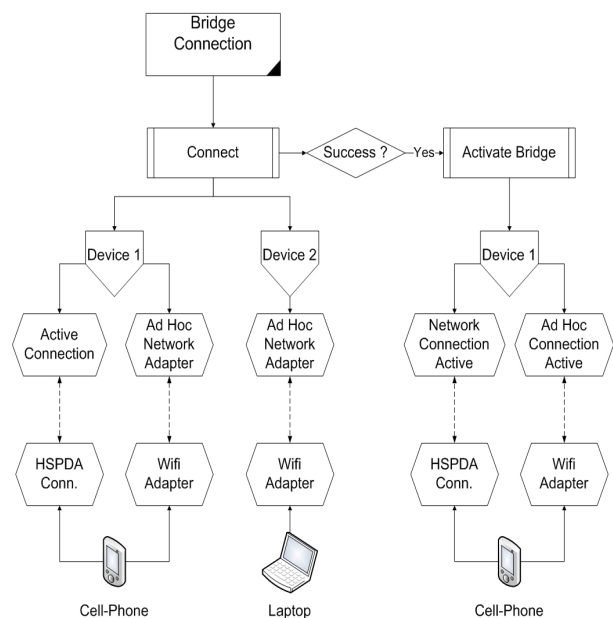 Bridge
Connection
Connect
Success ?
Yes
Activate Bridge
Device 1
Device 2
Device 1
Active
Connection
Ad Hoc
Network
Adapter
Ad Hoc
Network
Adapter
Network
Connection
Active
Ad Hoc
Connection
Active
HSPDA
Conn.
Wifi
Adapter
Wifi
Adapter
HSPDA
Conn.
Wifi
Adapter
Cell-Phone
Laptop
Cell-Phone